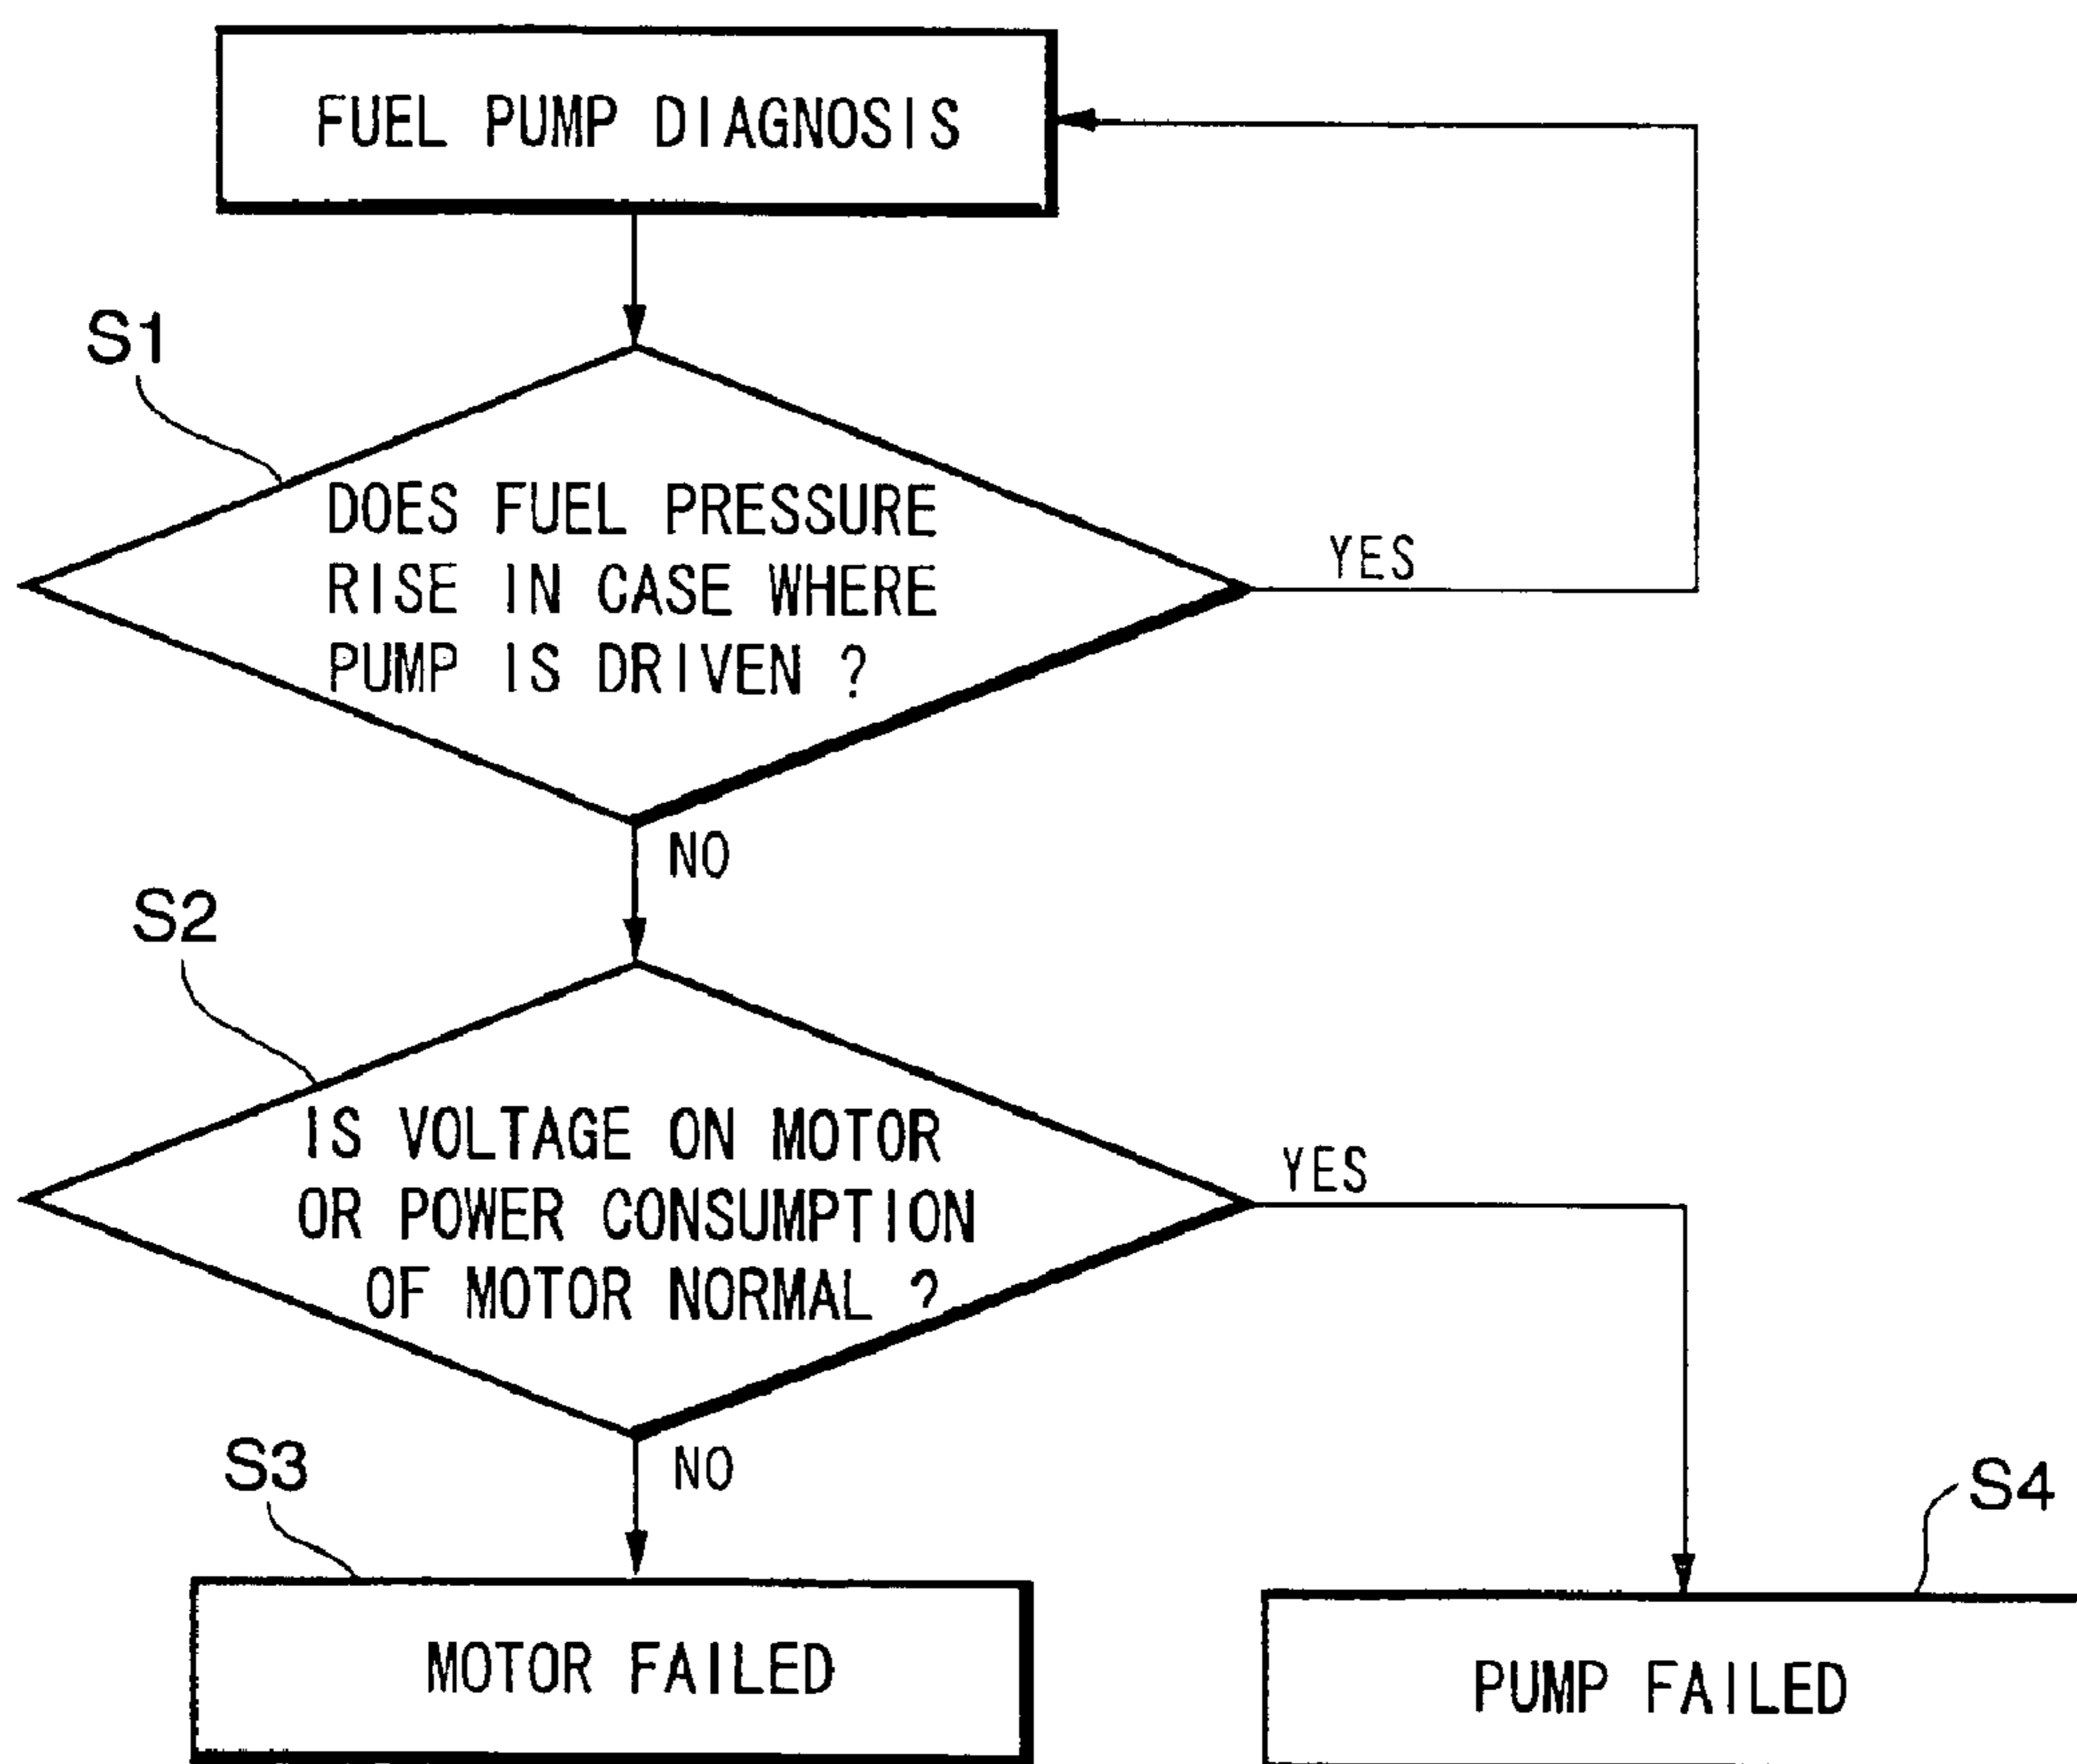 FUEL PUMP DIAGNOSIS
S1
DOES FUEL PRESSURE
RISE IN CASE WHERE
PUMP IS DRIVEN ?
YES
NO
S2
IS VOLTAGE ON MOTOR
OR POWER CONSUMPTION
OF MOTOR NORMAL ?
YES
NO
S3
S4
MOTOR FAILED
PUMP FAILED